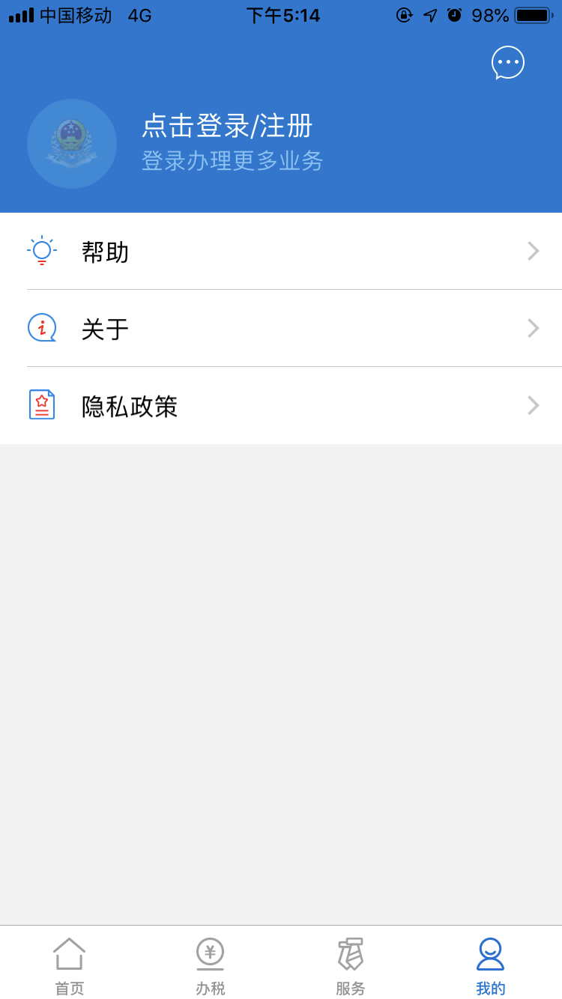 中国移动 4G 下午5:14 98%
点击登录/注册
登录办理更多业务
帮助
关于
隐私政策
首页 办税 服务 我的